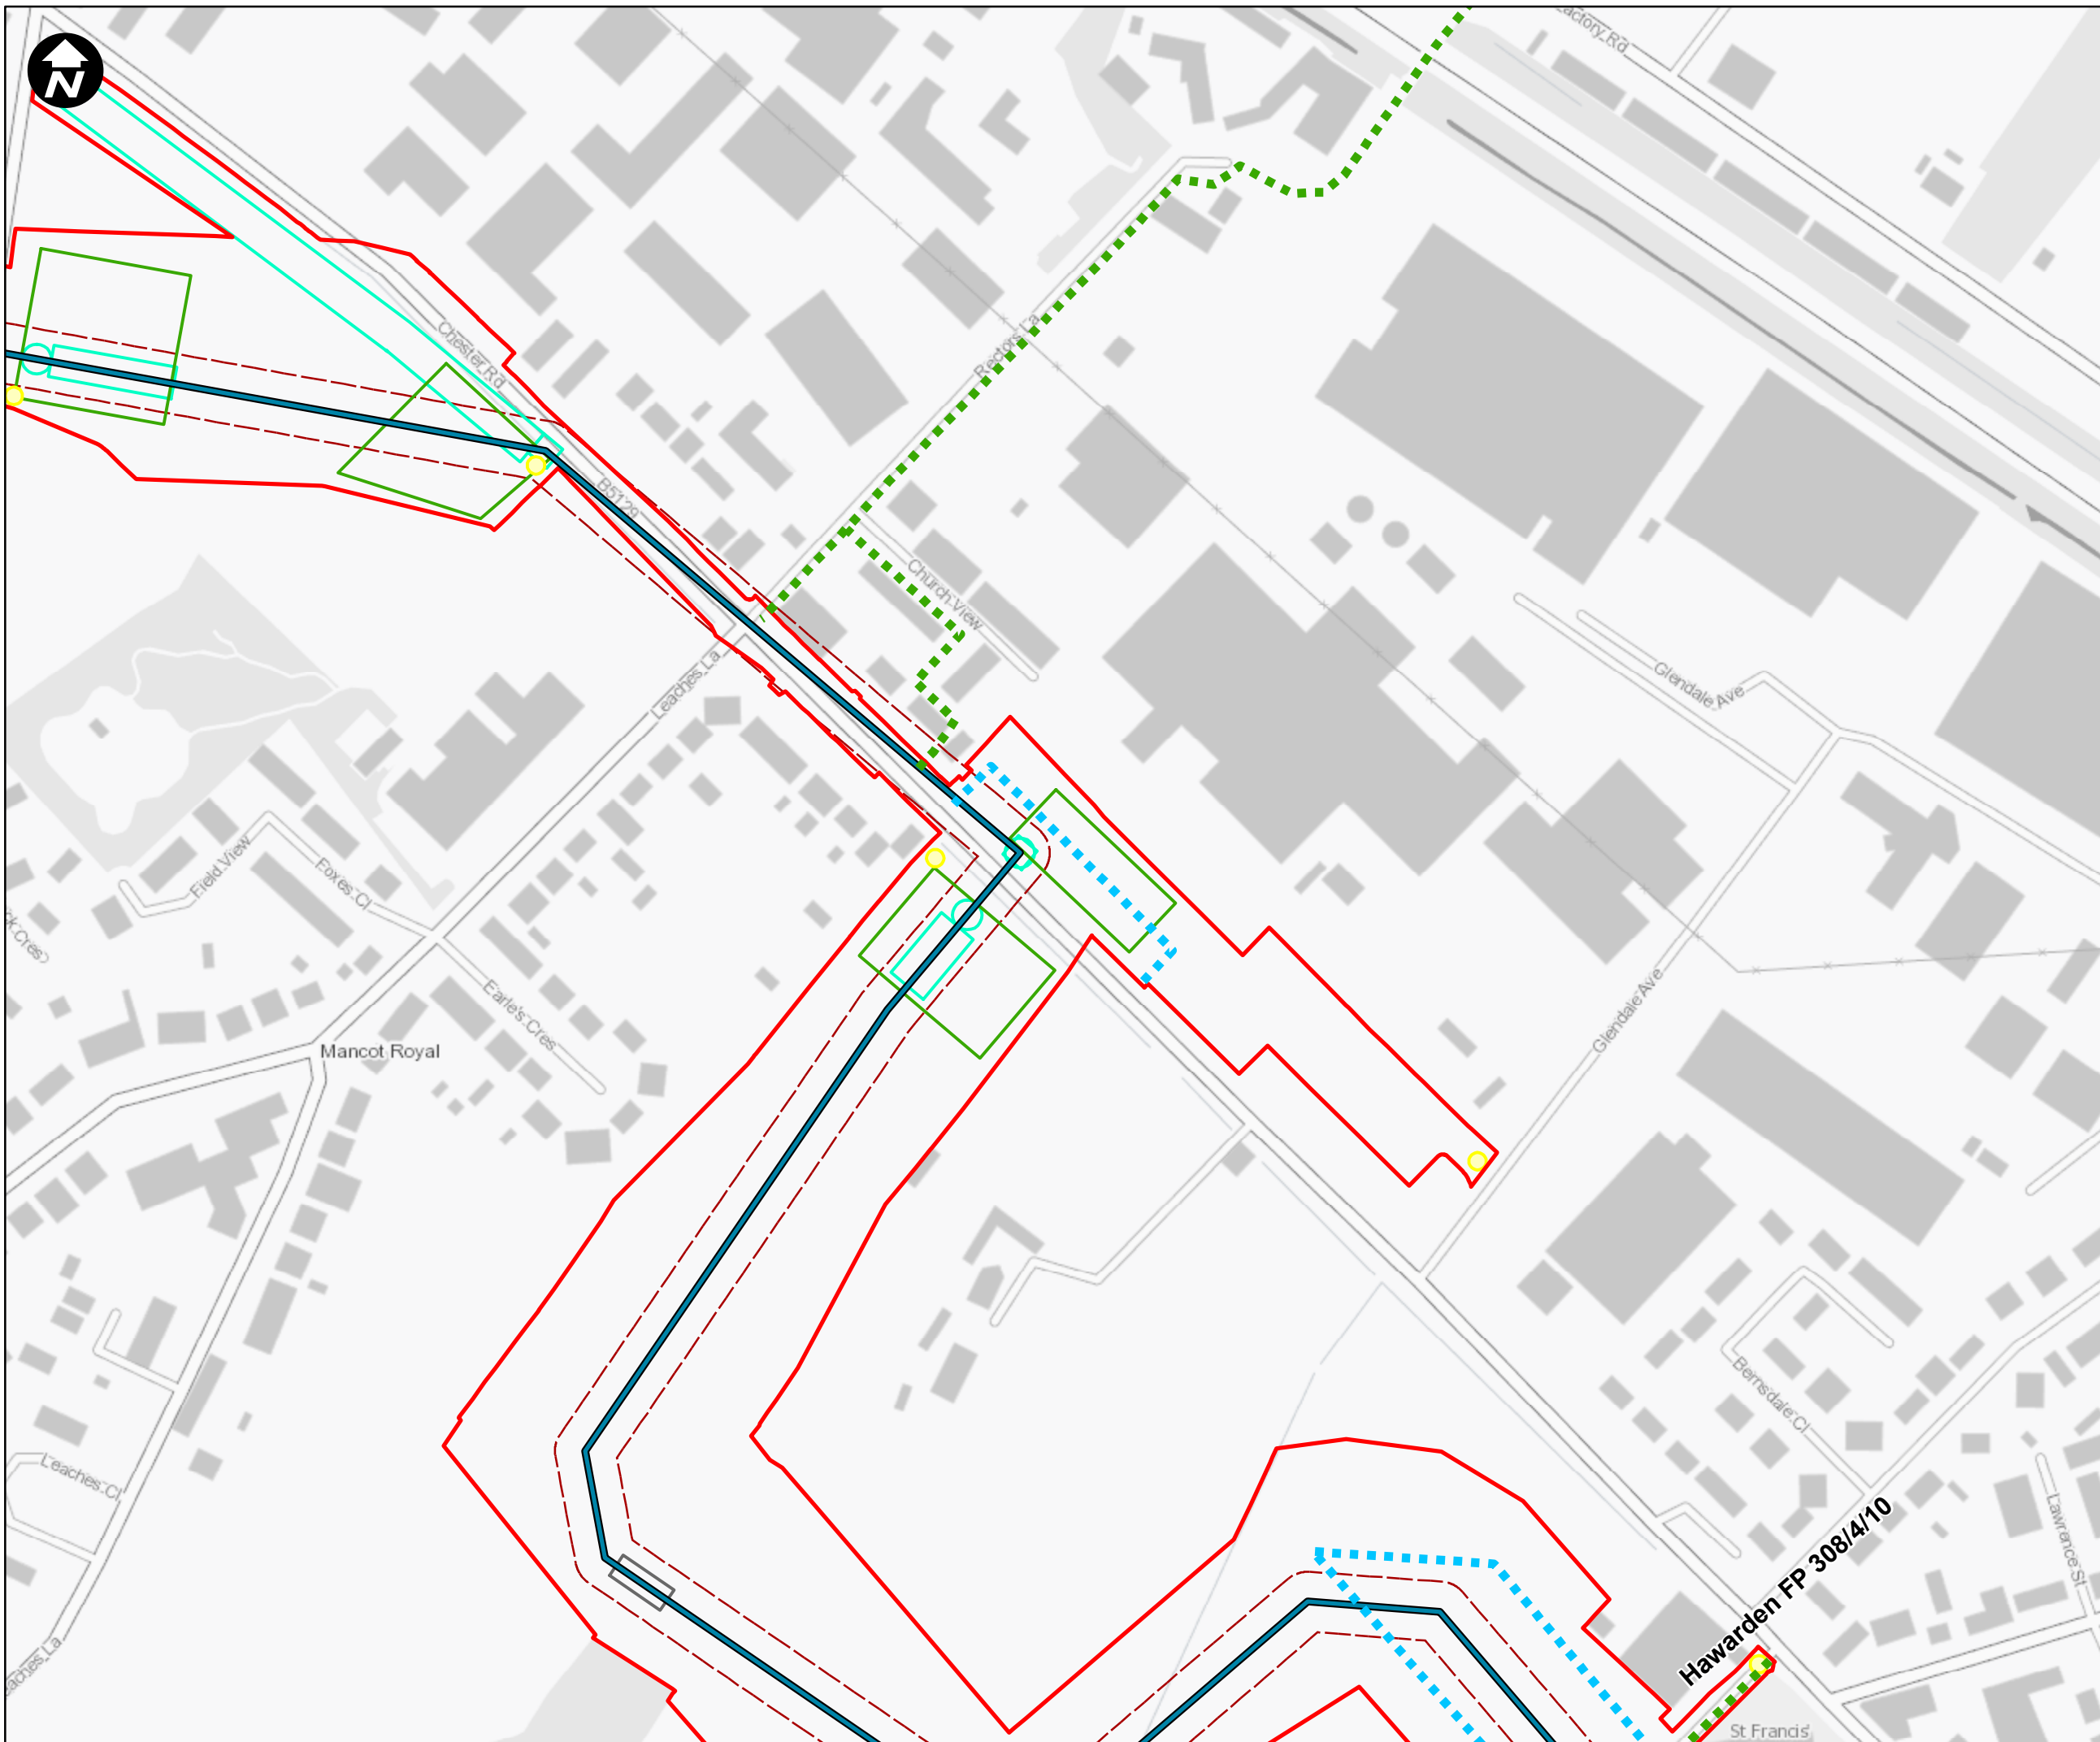 N
Chester Rd
B5129
Rectors La
Church View
Leaches La
Glendale Ave
Field View
Foxes Cl
Earle's Cres
Mancot Royal
Glendale Ave
Bernsdale Cl
Leaches Cl
Lawrence St
Hawarden FP 308/4/10
St Francis'